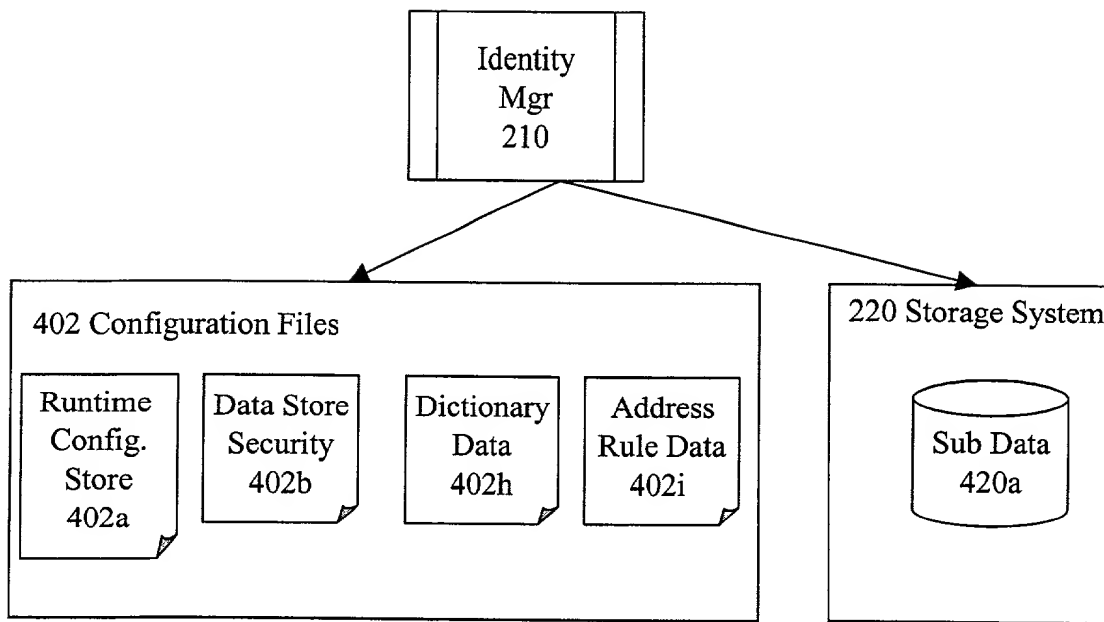 Identity
Mgr
210
402 Configuration Files
220 Storage System
Runtime
Config.
Store
402a
Data Store
Security
402b
Dictionary
Data
402h
Address
Rule Data
402i
Sub Data
420a